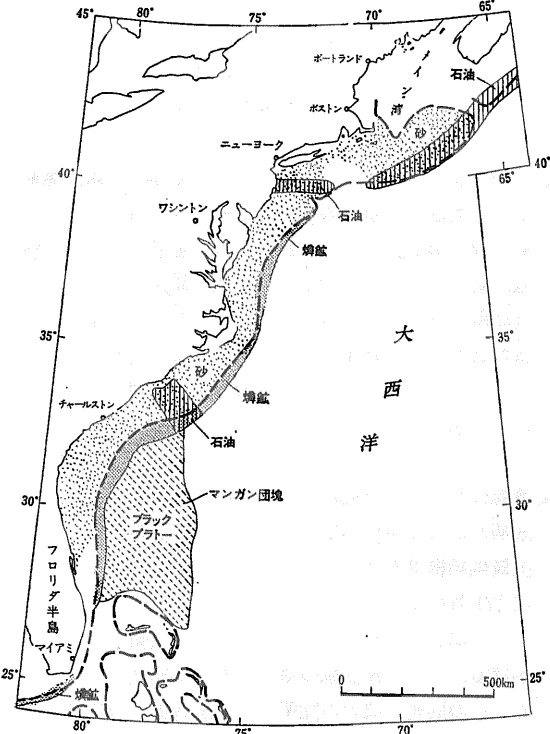 45° 80° 75° 70° 65°
ポートランド
メイン湾
石油
ボストン
砂
ニューヨーク
40° 65° 40°
石油
ワシントン
燐鉱
35° 35°
大西洋
砂
燐鉱
チャールストン
石油
マンガン団塊
30° 30°
ブラック
プラトー
フロリダ半島
マイアミ
25° 25°
燐鉱
0 500km
80° 75° 70°